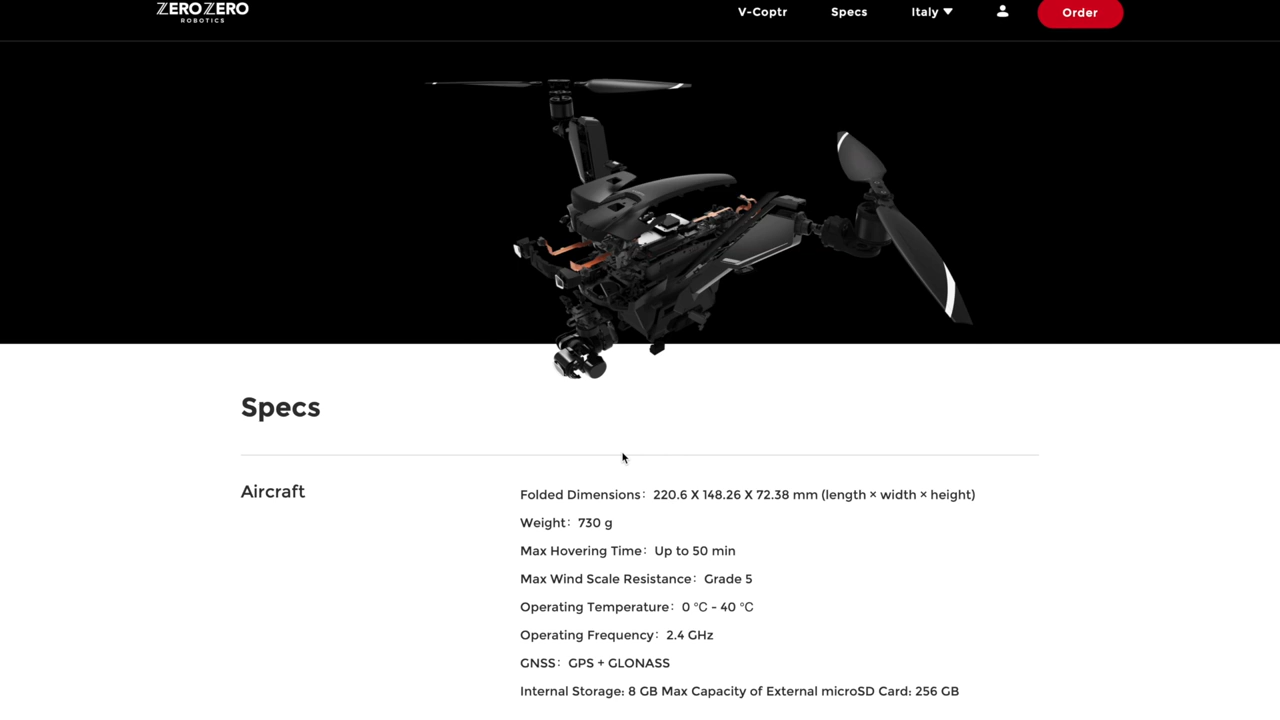 ZEROZERO
ROBOTICS
V-Coptr
Specs
Italy
Order
Specs
Aircraft
Folded Dimensions: 220.6 X 148.26 X 72.38 mm (length × width × height)
Weight: 730 g
Max Hovering Time: Up to 50 min
Max Wind Scale Resistance: Grade 5
Operating Temperature: 0 ℃ - 40 ℃
Operating Frequency: 2.4 GHz
GNSS: GPS + GLONASS
Internal Storage: 8 GB Max Capacity of External microSD Card: 256 GB